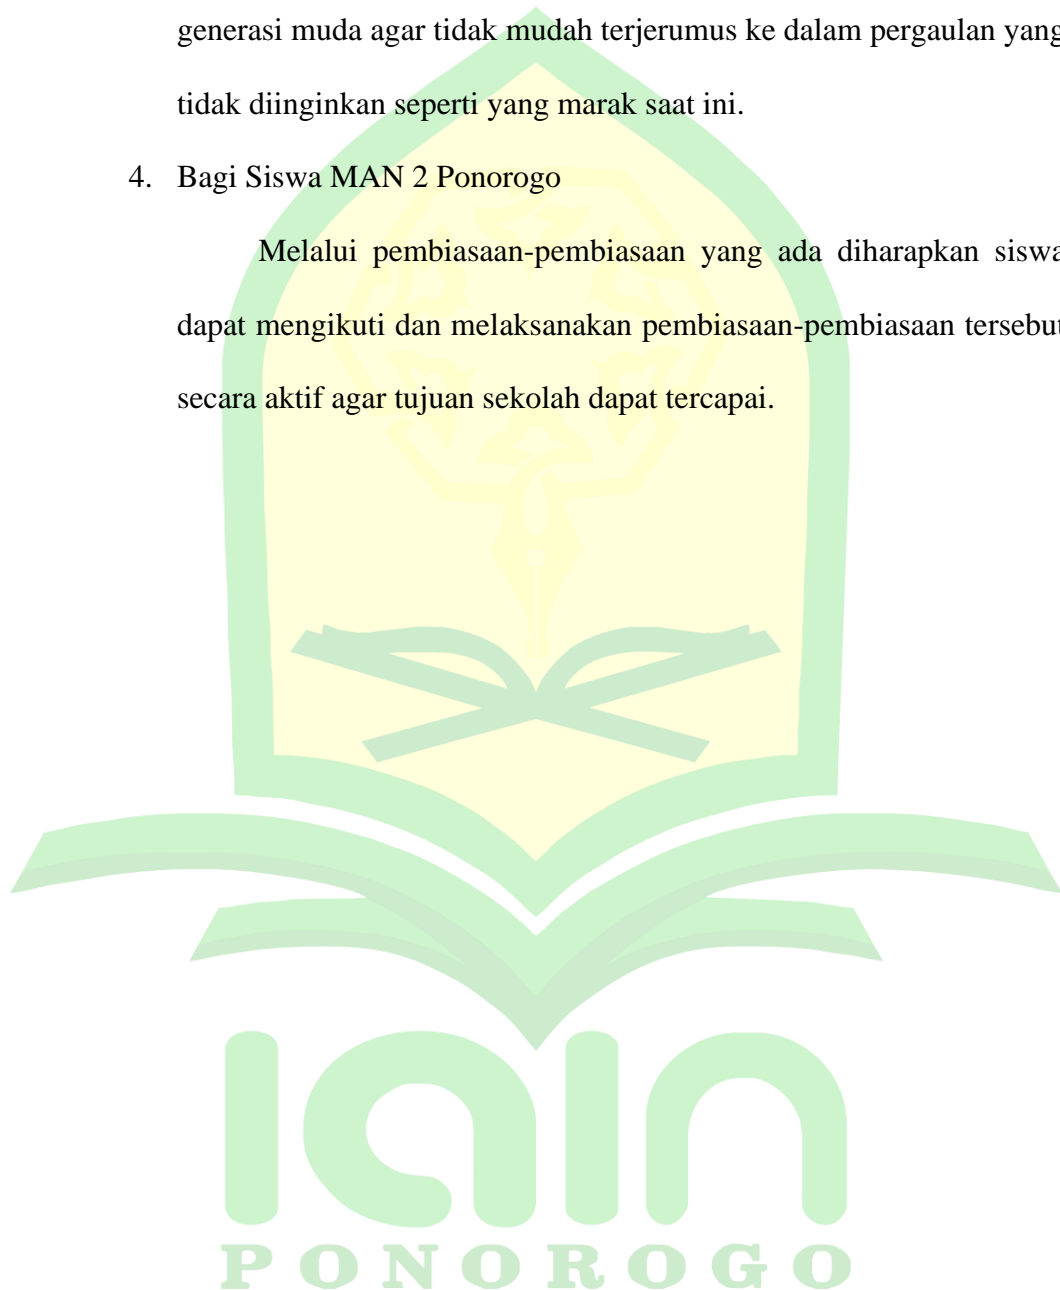 generasi muda agar tidak mudah terjerumus ke dalam pergaulan yang
tidak diinginkan seperti yang marak saat ini.
4. Bagi Siswa MAN 2 Ponorogo
Melalui pembiasaan-pembiasaan yang ada diharapkan siswa
dapat mengikuti dan melaksanakan pembiasaan-pembiasaan tersebut
secara aktif agar tujuan sekolah dapat tercapai.
iain
PONOROGO